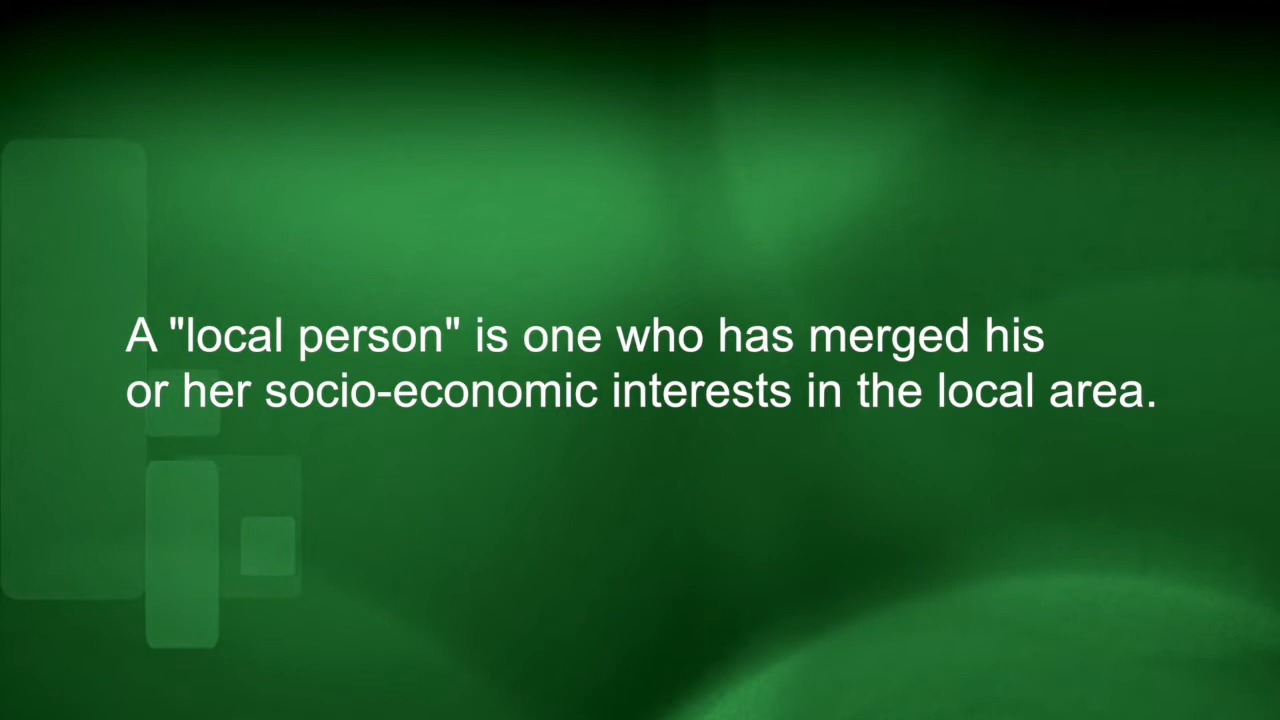 A "local person" is one who has merged his
or her socio-economic interests in the local area.